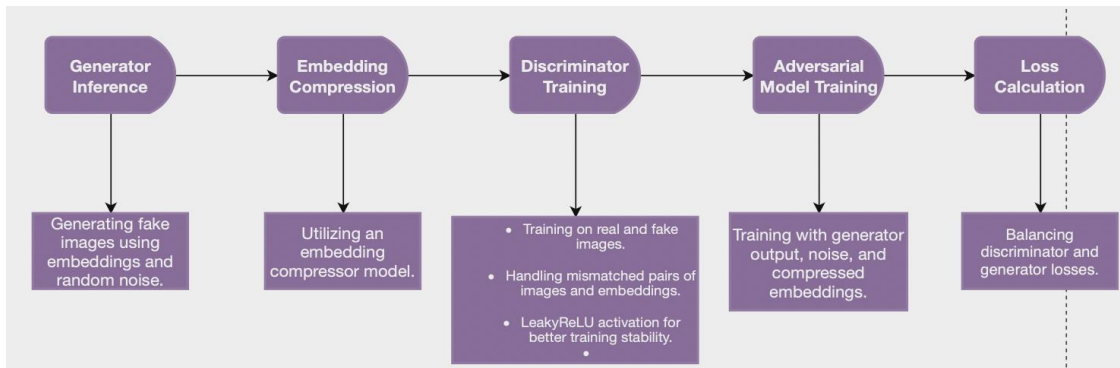 Generator
Inference
Embedding
Compression
Discriminator
Training
Adversarial
Model Training
Loss
Calculation
Generating fake
images using
embeddings and
random noise.
Utilizing an
embedding
compressor model.
• Training on real and fake
images.
• Handling mismatched pairs of
images and embeddings.
• LeakyReLU activation for
better training stability.
•
Training with generator
output, noise, and
compressed
embeddings.
Balancing
discriminator and
generator losses.